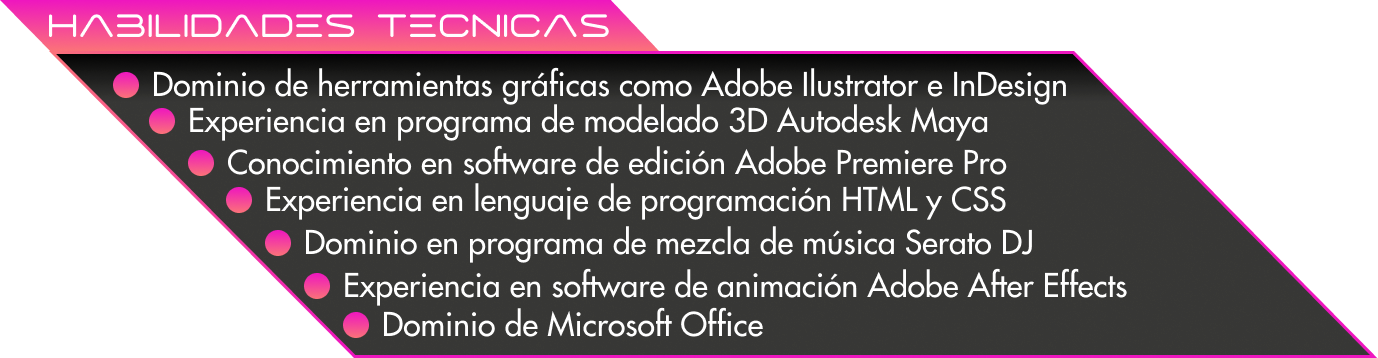 HABILIDADES TECNICAS
Dominio de herramientas gráficas como Adobe Ilustrator e InDesign
Experiencia en programa de modelado 3D Autodesk Maya
Conocimiento en software de edición Adobe Premiere Pro
Experiencia en lenguaje de programación HTML y CSS
Dominio en programa de mezcla de música Serato DJ
Experiencia en software de animación Adobe After Effects
Dominio de Microsoft Office